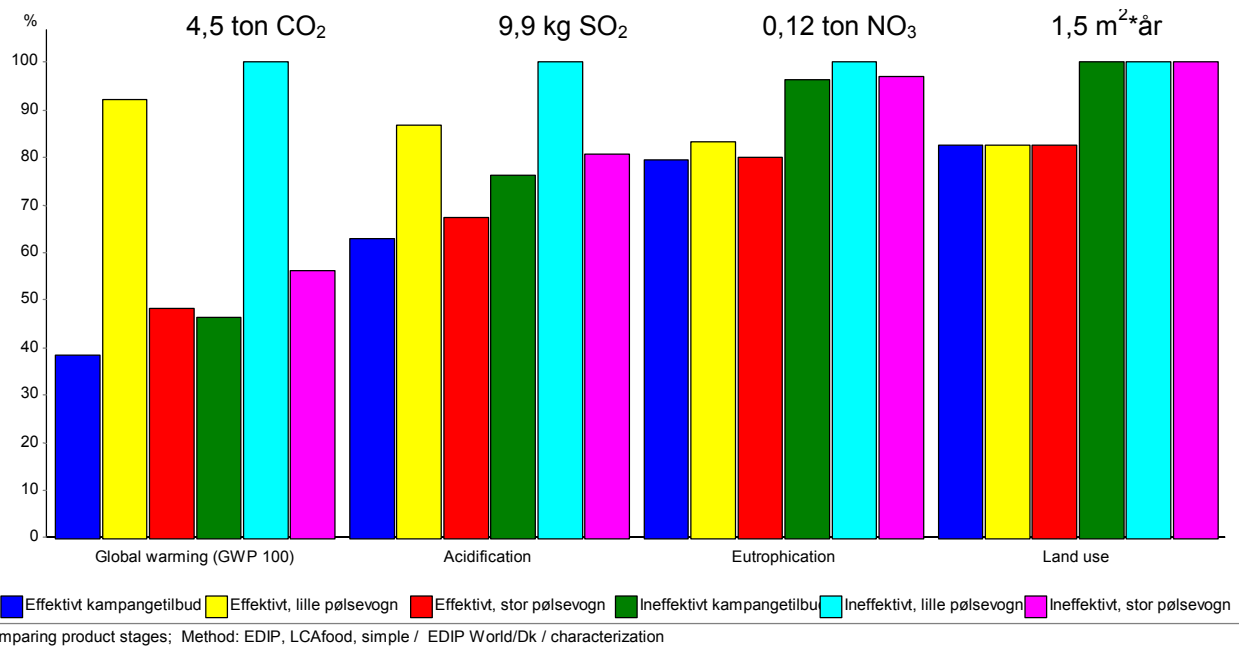 % 4,5 ton CO₂ 9,9 kg SO₂ 0,12 ton NO₃ 1,5 m²*år
100
90
80
70
60
50
40
30
20
10
0
Global warming (GWP 100) Acidification Eutrophication Land use
Effektivt kampangetilbud Effektivt, lille pølsevogn Effektivt, stor pølsevogn Ineffektivt kampangetilbu Ineffektivt, lille pølsevogn Ineffektivt, stor pølsevogn
mparing product stages; Method: EDIP, LCAfood, simple / EDIP World/Dk / characterization